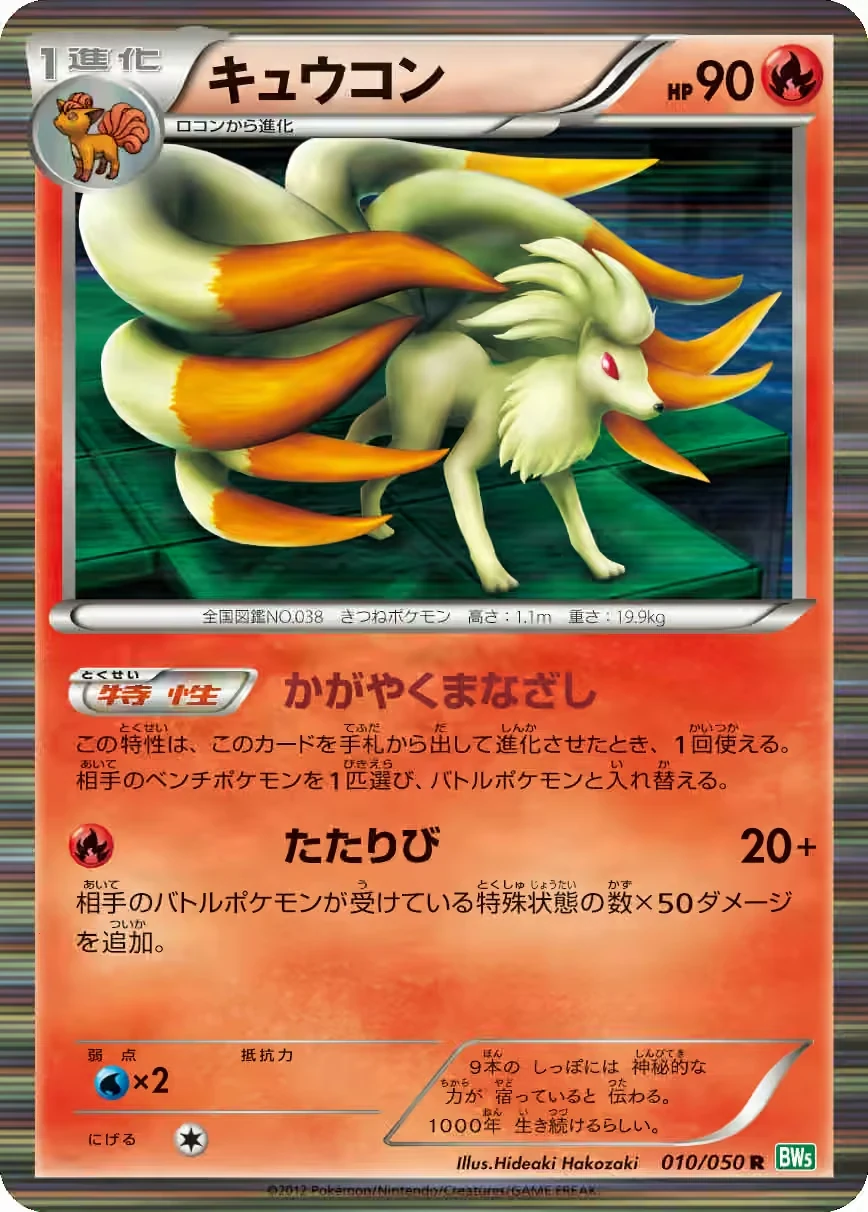 1進化
キュウコン
HP90
ロコンから進化
全国図鑑NO.038 きつねポケモン 高さ:1.1m 重さ:19.9kg
とくせい
特性 かがやくまなざし
この特性は、このカードを手札から出して進化させたとき、1回使える。
相手のベンチポケモンを1匹選び、バトルポケモンと入れ替える。
たたりび 20+
相手のバトルポケモンが受けている特殊状態の数×50ダメージ
を追加。
弱点 抵抗力
×2
にげる
9本の しっぽには 神秘的な
力が 宿っていると 伝わる。
1000年 生き続けるらしい。
Illus.Hideaki Hakozaki 010/050 R BW5
©2012 Pokémon/Nintendo/Creatures/GAME FREAK.